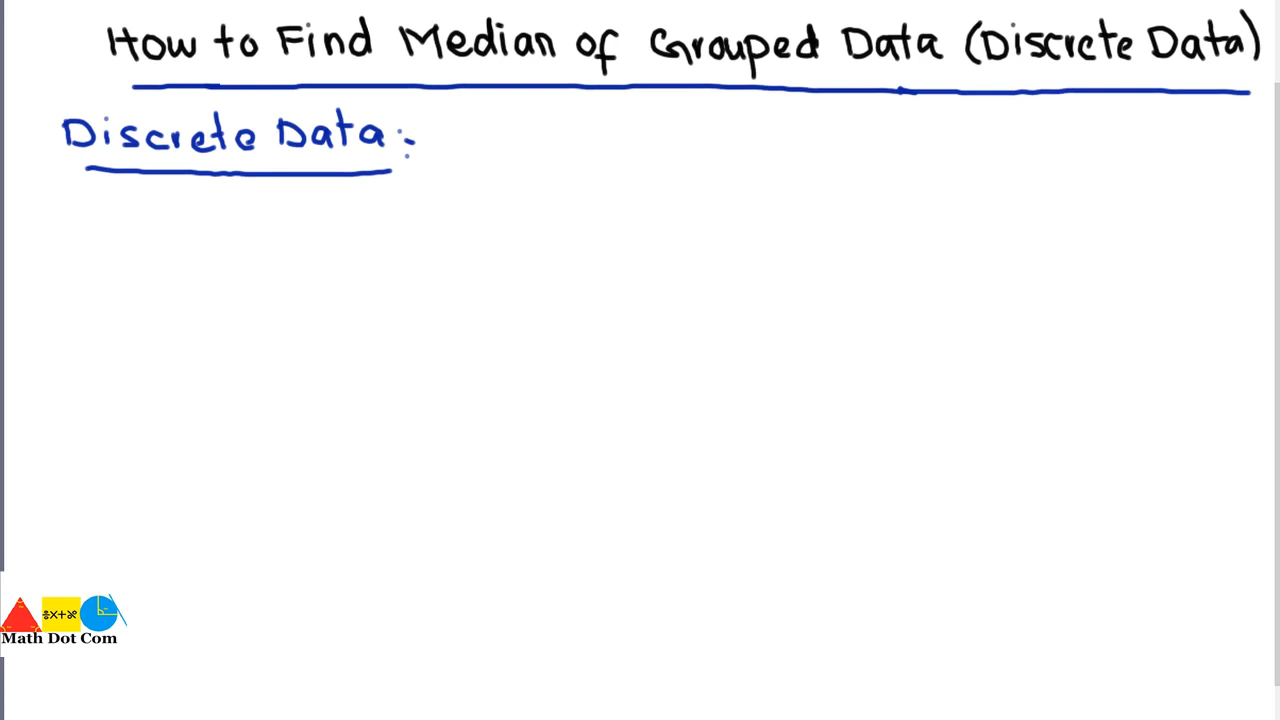 How to Find Median of Grouped Data (Discrete Data)
Discrete Data :-
÷×+
Math Dot Com